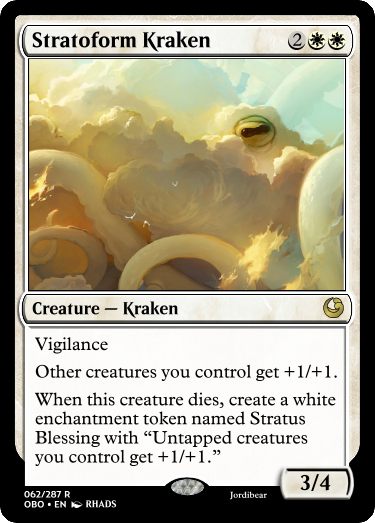 Stratoform Kraken 2
Creature — Kraken
Vigilance
Other creatures you control get +1/+1.
When this creature dies, create a white
enchantment token named Stratus
Blessing with “Untapped creatures
you control get +1/+1.”
3/4
062/287 R
OBO • EN RHADS
Jordibear